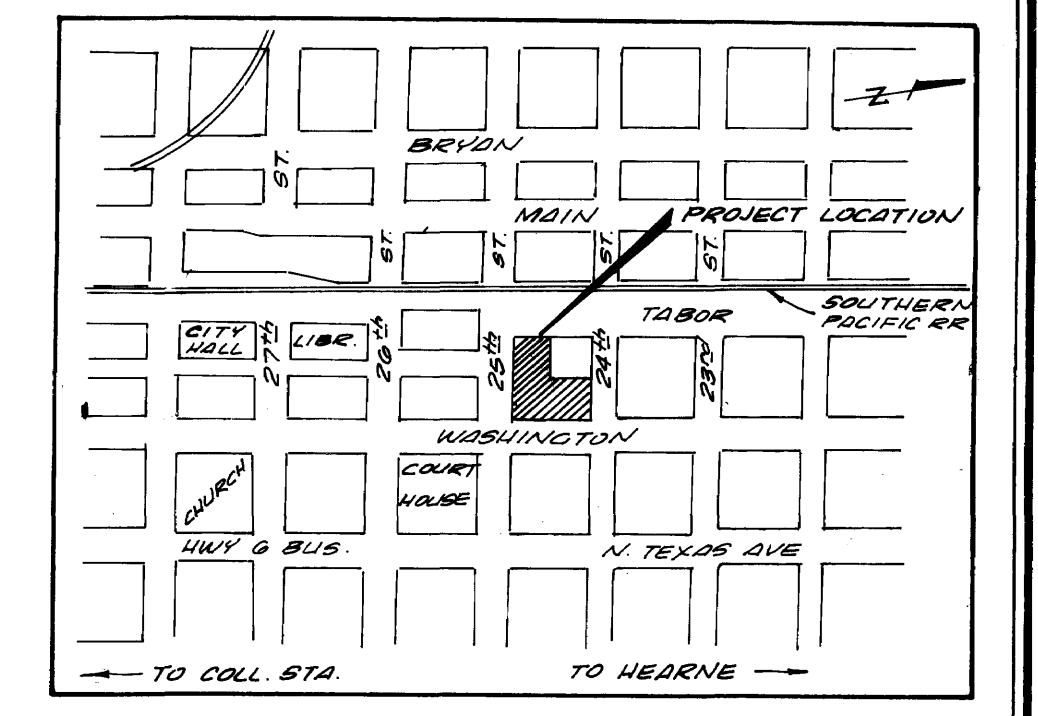 N
BRYAN
ST.
MAIN
PROJECT LOCATION
ST.
ST.
ST.
ST.
TABOR
SOUTHERN
PACIFIC RR
CITY
HALL
27th
LIBR.
26th
25th
24th
23rd
WASHINGTON
CHURCH
COURT
HOUSE
HWY 6 BUS.
N. TEXAS AVE
TO COLL. STA.
TO HEARNE